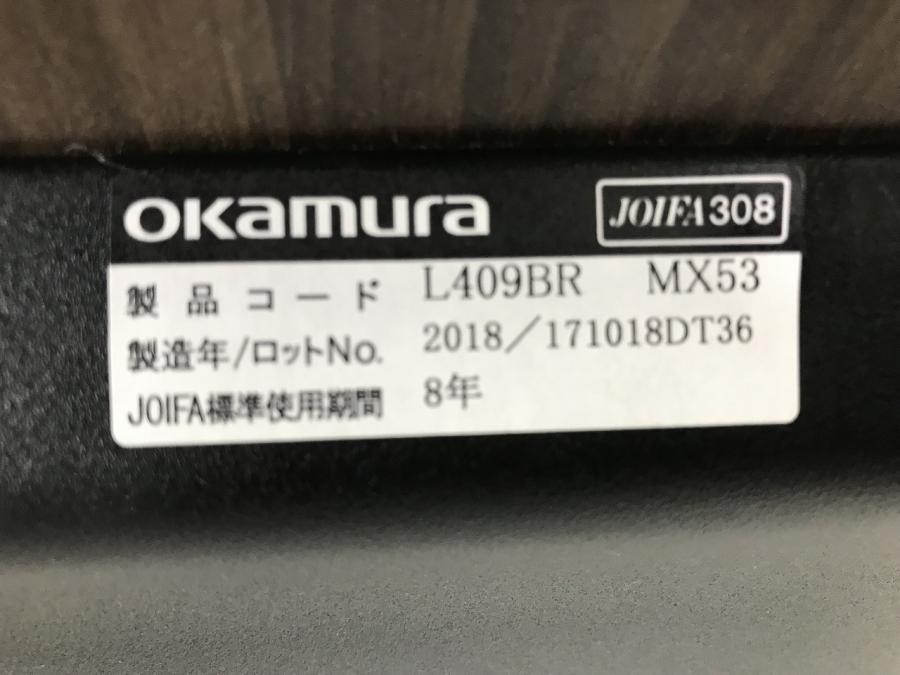 OKamura JOIFA308
製品コード L409BR MX53
製造年/ロットNo. 2018/171018DT36
JOIFA標準使用期間 8年